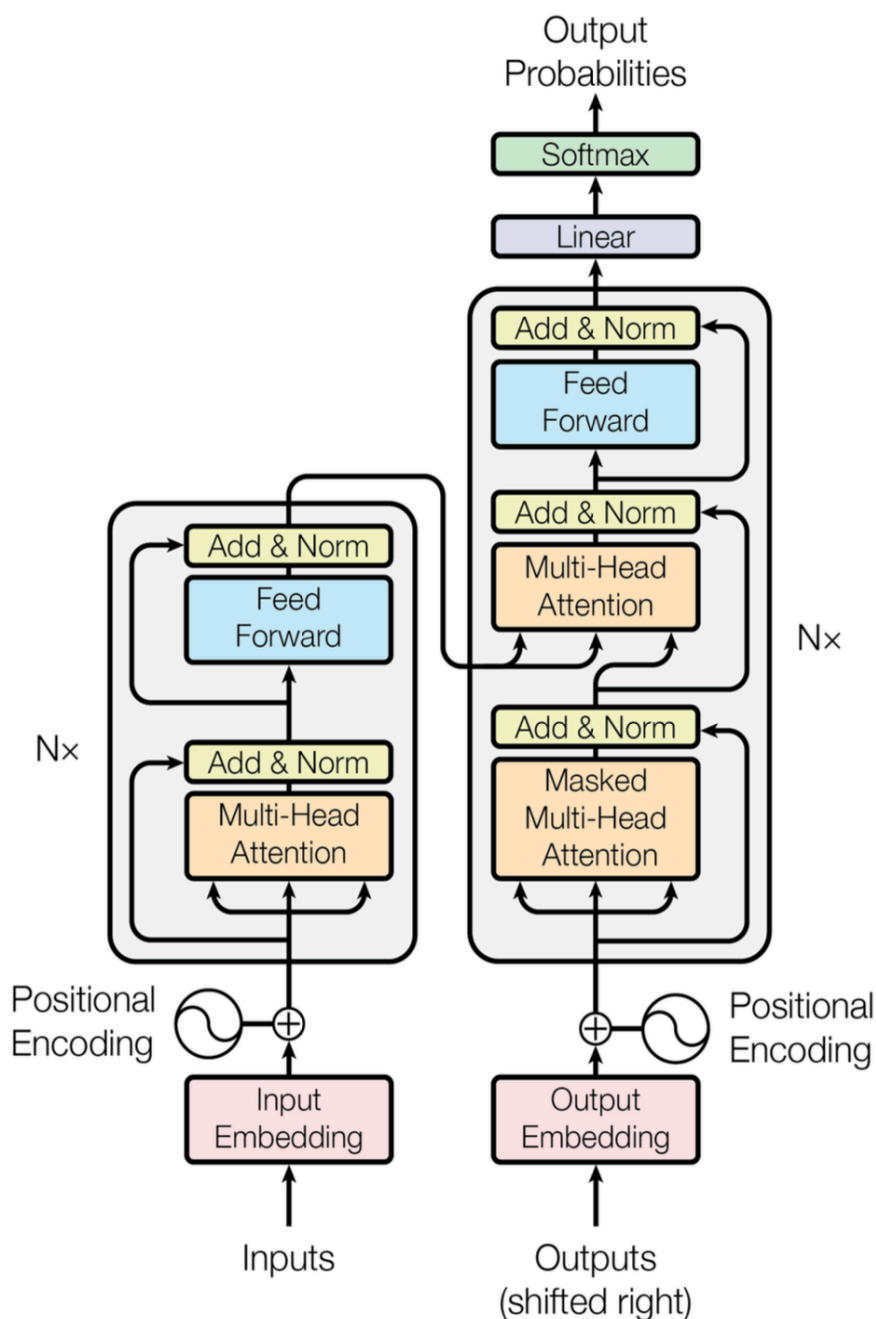 Output
Probabilities
Softmax
Linear
Add & Norm
Feed
Forward
Add & Norm
Multi-Head
Attention
N×
Add & Norm
Masked
Multi-Head
Attention
Add & Norm
Feed
Forward
N×
Add & Norm
Multi-Head
Attention
Positional
Encoding
Positional
Encoding
Input
Embedding
Output
Embedding
Inputs
Outputs
(shifted right)